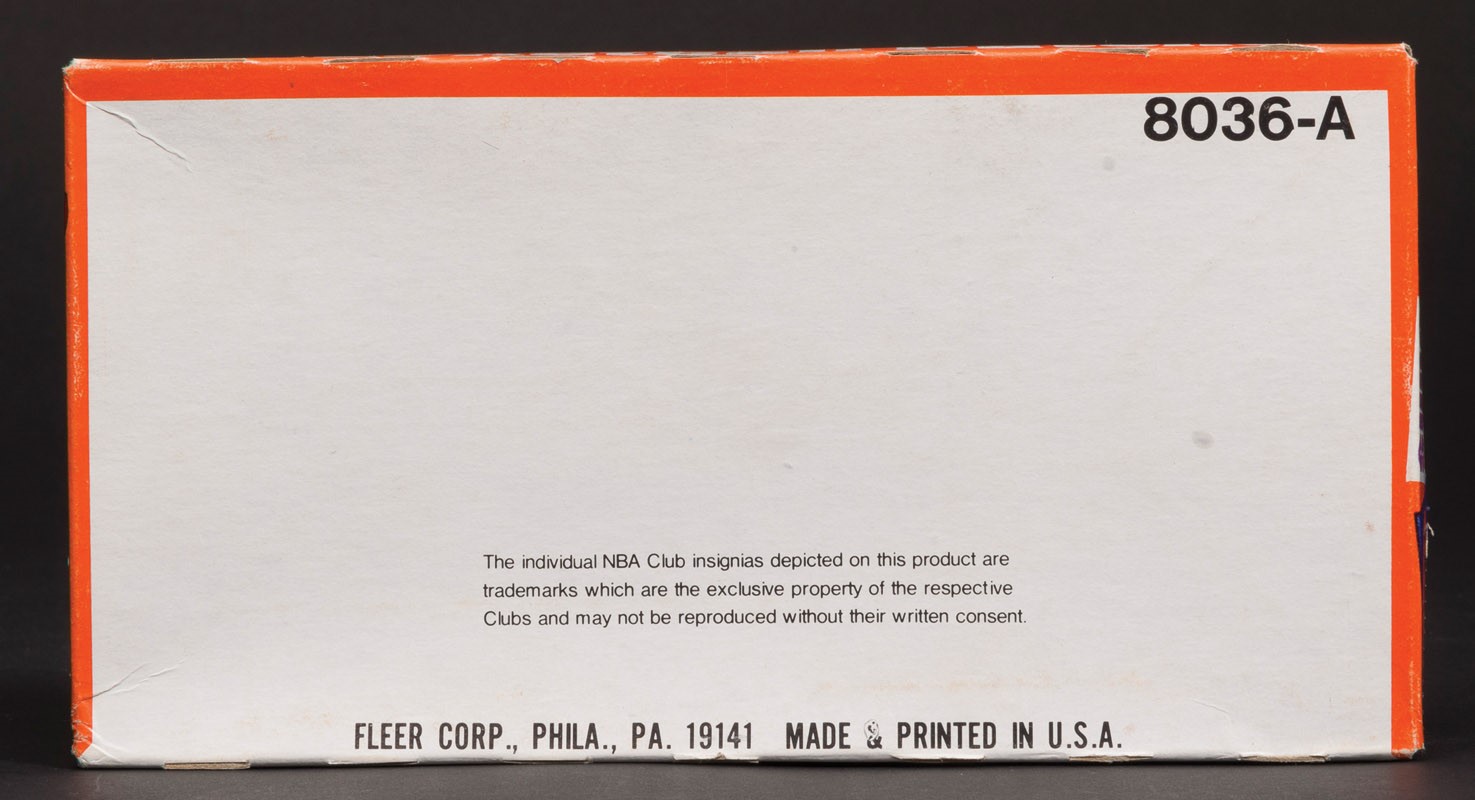 8036-A
The individual NBA Club insignias depicted on this product are
trademarks which are the exclusive property of the respective
Clubs and may not be reproduced without their written consent.
FLEER CORP., PHILA., PA. 19141 MADE & PRINTED IN U.S.A.